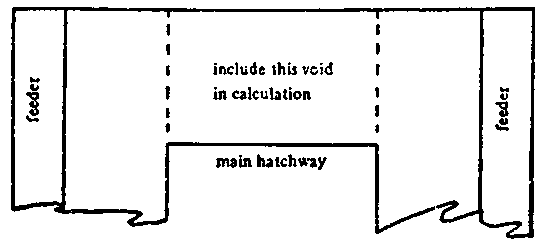 feeder
include this void
in calculation
feeder
main hatchway